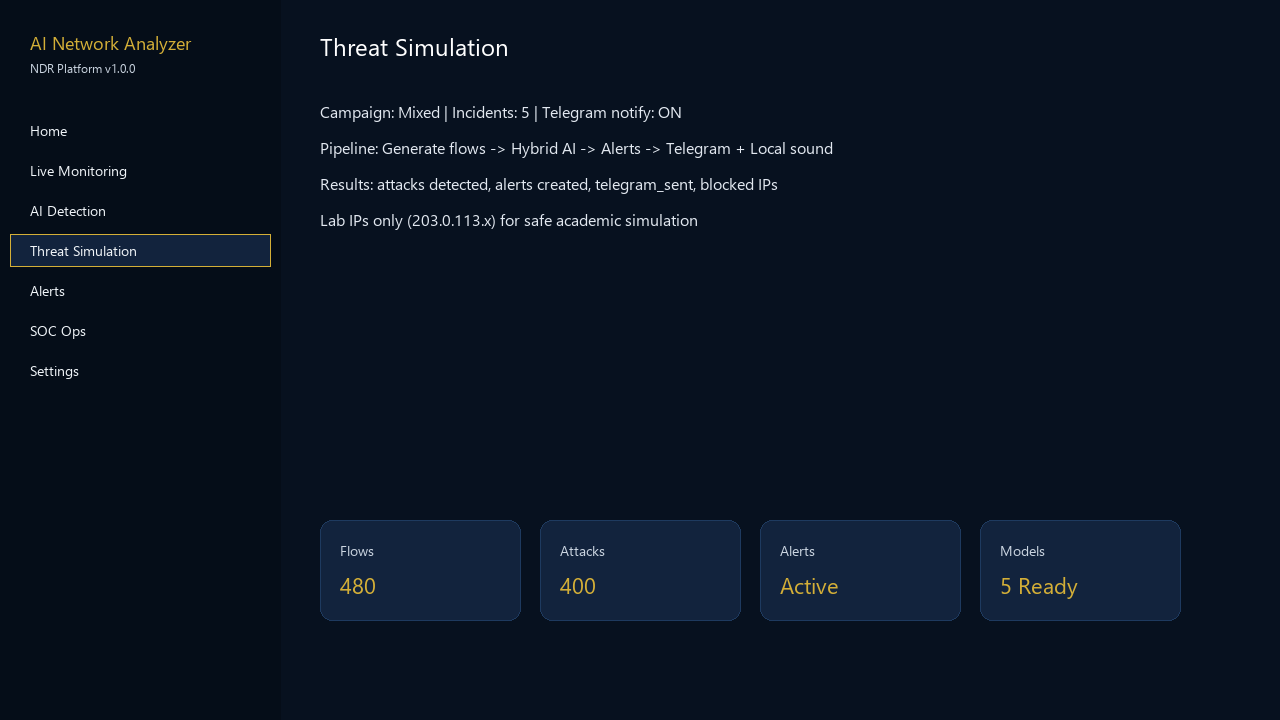 AI Network Analyzer
NDR Platform v1.0.0
Home
Live Monitoring
AI Detection
Threat Simulation
Alerts
SOC Ops
Settings
Threat Simulation
Campaign: Mixed | Incidents: 5 | Telegram notify: ON
Pipeline: Generate flows -> Hybrid AI -> Alerts -> Telegram + Local sound
Results: attacks detected, alerts created, telegram_sent, blocked IPs
Lab IPs only (203.0.113.x) for safe academic simulation
Flows
480
Attacks
400
Alerts
Active
Models
5 Ready